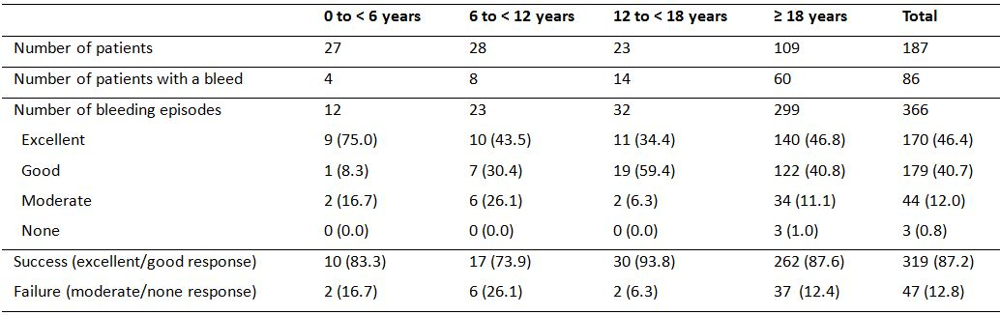 0 to < 6 years 6 to < 12 years 12 to < 18 years ≥ 18 years Total
Number of patients 27 28 23 109 187
Number of patients with a bleed 4 8 14 60 86
Number of bleeding episodes 12 23 32 299 366
Excellent 9 (75.0) 10 (43.5) 11 (34.4) 140 (46.8) 170 (46.4)
Good 1 (8.3) 7 (30.4) 19 (59.4) 122 (40.8) 179 (40.7)
Moderate 2 (16.7) 6 (26.1) 2 (6.3) 34 (11.1) 44 (12.0)
None 0 (0.0) 0 (0.0) 0 (0.0) 3 (1.0) 3 (0.8)
Success (excellent/good response) 10 (83.3) 17 (73.9) 30 (93.8) 262 (87.6) 319 (87.2)
Failure (moderate/none response) 2 (16.7) 6 (26.1) 2 (6.3) 37 (12.4) 47 (12.8)